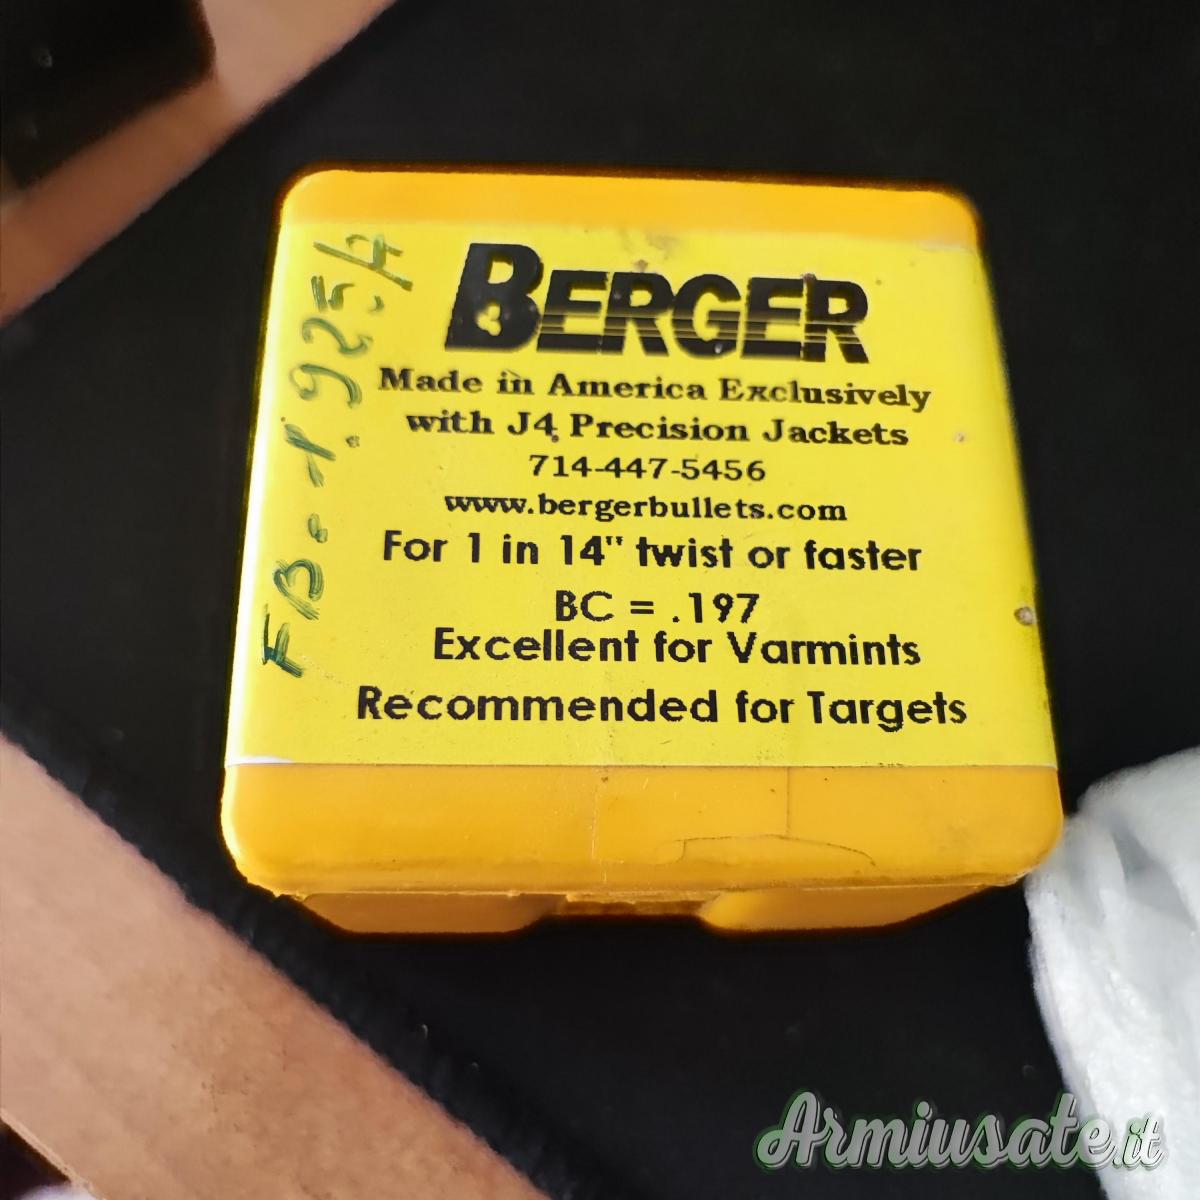 BERGER
Made in America Exclusively
with J4 Precision Jackets
714-447-5456
www.bergerbullets.com
For 1 in 14" twist or faster
BC = .197
Excellent for Varmints
Recommended for Targets
Armiusate.it